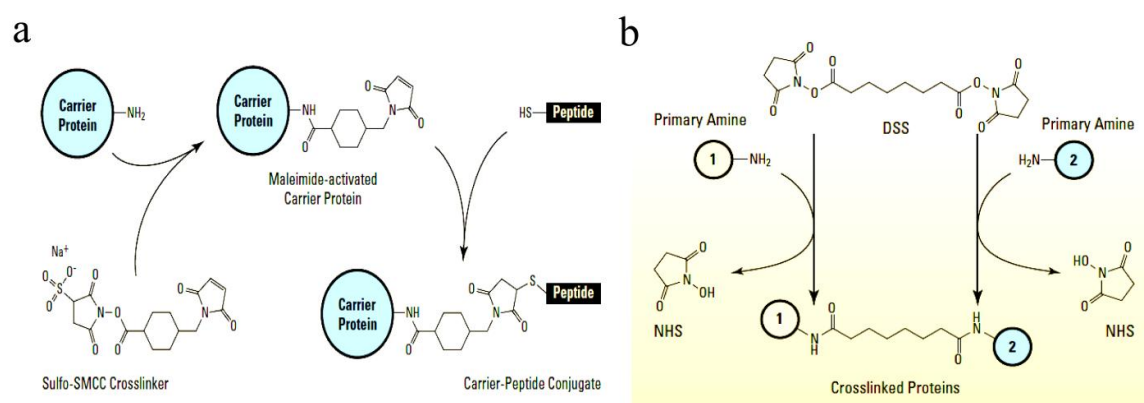 a
Carrier
Protein
NH2
Carrier
Protein
NH
O
O
N
O
HS
Peptide
Maleimide-activated
Carrier Protein
Na+
O
O-
S
O
O
O
N
O
O
O
O
N
O
Sulfo-SMCC Crosslinker
Carrier
Protein
NH
O
O
N
O
S
Peptide
Carrier-Peptide Conjugate
b
O
N
O
O
O
O
O
O
N
O
DSS
Primary Amine
1
NH2
Primary Amine
H2N
2
O
N
OH
O
NHS
O
HO
N
O
NHS
1
N
H
O
O
H
N
2
Crosslinked Proteins